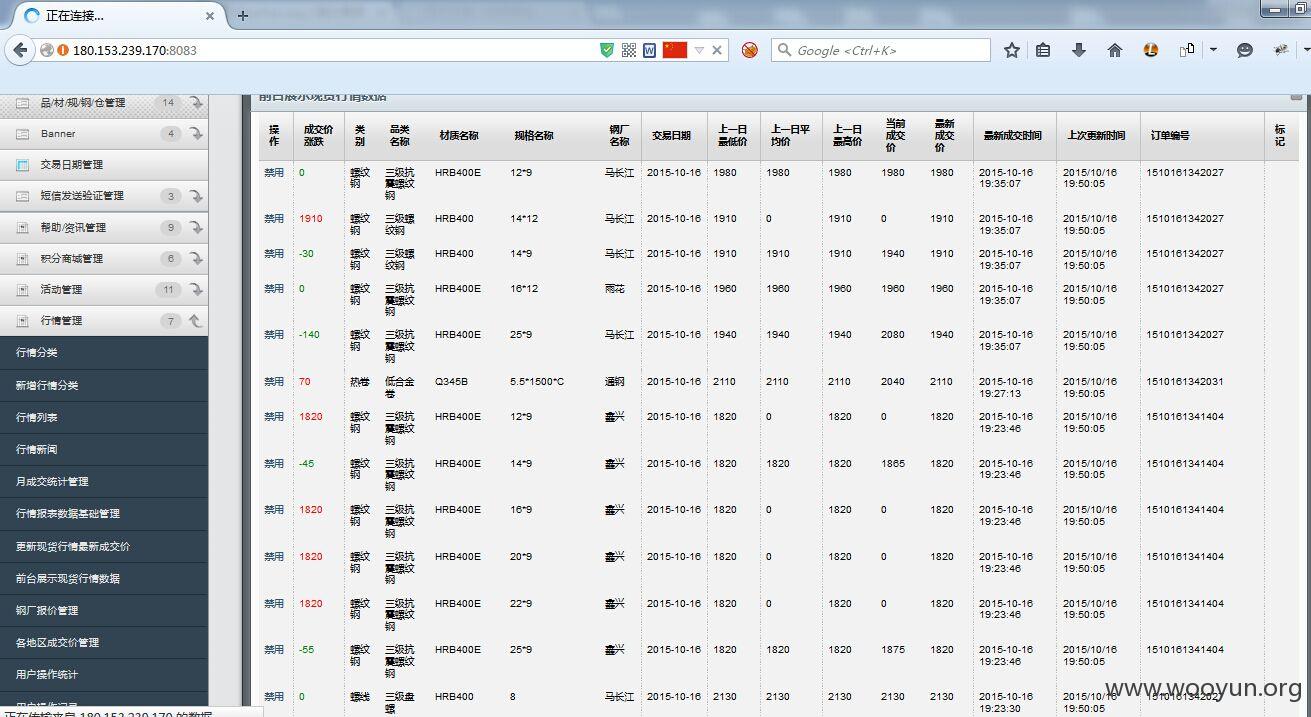 正在连接...
180.153.239.170:8083
Google <Ctrl+K>
品/材/规/钢/仓管理 14
Banner 4
交易日期管理
短信发送验证管理 3
帮助/资讯管理 9
积分商城管理 6
活动管理 11
行情管理 7
行情分类
新增行情分类
行情列表
行情新闻
月成交统计管理
行情报表数据基础管理
更新现货行情最新成交价
前台展示现货行情数据
钢厂报价管理
各地区成交价管理
用户操作统计
用户操作记录
正在传输来自 180.153.239.170 的数据
前台展示现货行情数据
操作 成交价涨跌 类别 品类名称 材质名称 规格名称 钢厂名称 交易日期 上一日最低价 上一日平均价 上一日最高价 当前成交价 最新成交价 最新成交时间 上次更新时间 订单编号 标记
禁用 0 螺纹钢 三级抗震螺纹钢 HRB400E 12*9 马长江 2015-10-16 1980 1980 1980 1980 1980 2015-10-16 19:35:07 2015/10/16 19:50:05 1510161342027
禁用 1910 螺纹钢 三级螺纹钢 HRB400 14*12 马长江 2015-10-16 1910 0 1910 0 1910 2015-10-16 19:35:07 2015/10/16 19:50:05 1510161342027
禁用 -30 螺纹钢 三级螺纹钢 HRB400 14*9 马长江 2015-10-16 1910 1910 1910 1940 1910 2015-10-16 19:35:07 2015/10/16 19:50:05 1510161342027
禁用 0 螺纹钢 三级抗震螺纹钢 HRB400E 16*12 雨花 2015-10-16 1960 1960 1960 1960 1960 2015-10-16 19:35:07 2015/10/16 19:50:05 1510161342027
禁用 -140 螺纹钢 三级抗震螺纹钢 HRB400E 25*9 马长江 2015-10-16 1940 1940 1940 2080 1940 2015-10-16 19:35:07 2015/10/16 19:50:05 1510161342027
禁用 70 热卷 低合金卷 Q345B 5.5*1500*C 通钢 2015-10-16 2110 2110 2110 2040 2110 2015-10-16 19:27:13 2015/10/16 19:50:05 1510161342031
禁用 1820 螺纹钢 三级抗震螺纹钢 HRB400E 12*9 鑫兴 2015-10-16 1820 0 1820 0 1820 2015-10-16 19:23:46 2015/10/16 19:50:05 1510161341404
禁用 -45 螺纹钢 三级抗震螺纹钢 HRB400E 14*9 鑫兴 2015-10-16 1820 1820 1820 1865 1820 2015-10-16 19:23:46 2015/10/16 19:50:05 1510161341404
禁用 1820 螺纹钢 三级抗震螺纹钢 HRB400E 16*9 鑫兴 2015-10-16 1820 0 1820 0 1820 2015-10-16 19:23:46 2015/10/16 19:50:05 1510161341404
禁用 1820 螺纹钢 三级抗震螺纹钢 HRB400E 20*9 鑫兴 2015-10-16 1820 0 1820 0 1820 2015-10-16 19:23:46 2015/10/16 19:50:05 1510161341404
禁用 1820 螺纹钢 三级抗震螺纹钢 HRB400E 22*9 鑫兴 2015-10-16 1820 0 1820 0 1820 2015-10-16 19:23:46 2015/10/16 19:50:05 1510161341404
禁用 -55 螺纹钢 三级抗震螺纹钢 HRB400E 25*9 鑫兴 2015-10-16 1820 1820 1820 1875 1820 2015-10-16 19:23:46 2015/10/16 19:50:05 1510161341404
禁用 0 螺线 三级盘螺 HRB400 8 马长江 2015-10-16 2130 2130 2130 2130 2130 2015-10-16 19:23:30 2015/10/16 19:50:05 1510161342027
www.wooyun.org